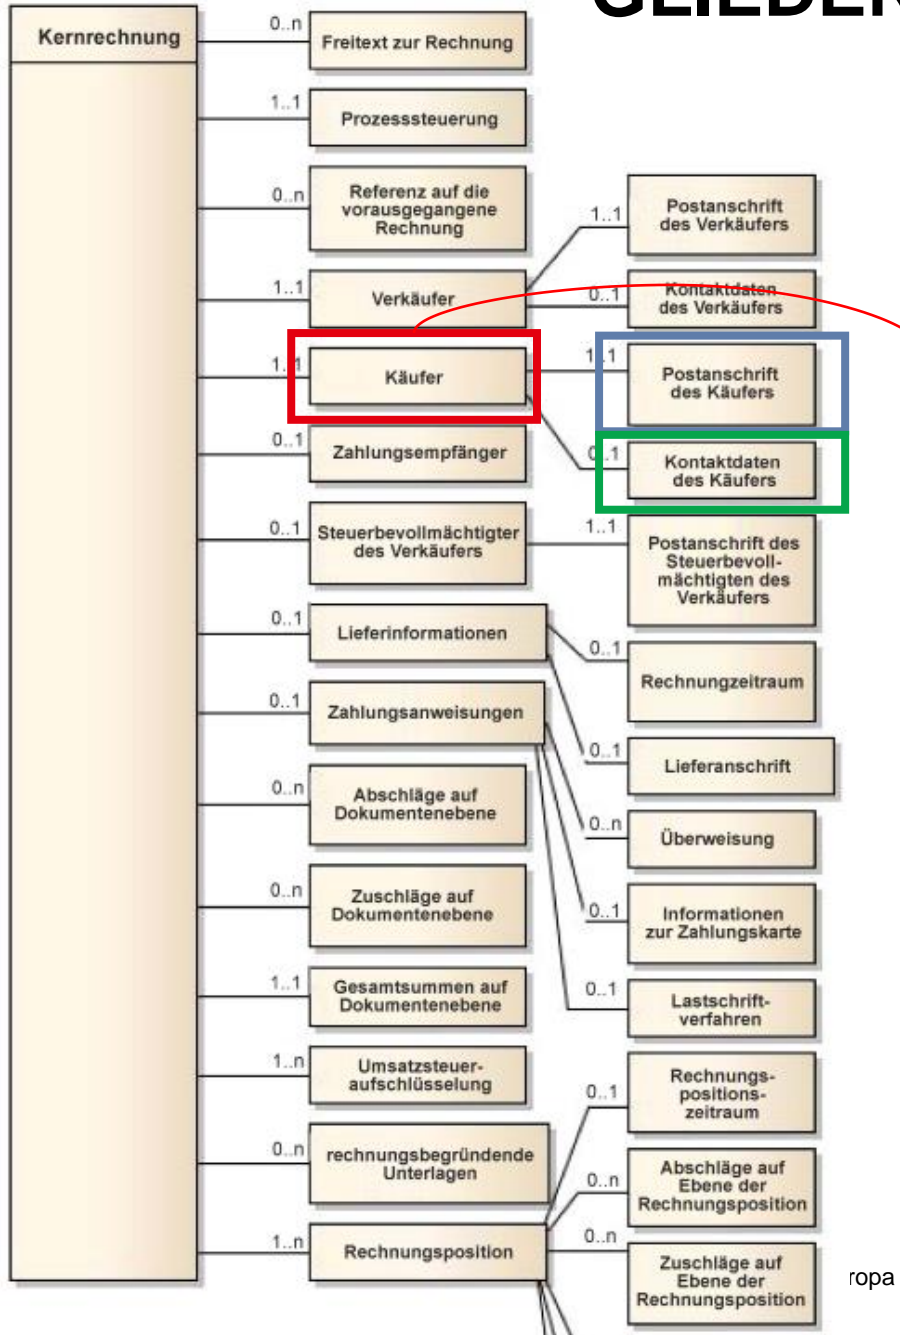 Kernrechnung
0..n
Freitext zur Rechnung
1..1
Prozesssteuerung
0..n
Referenz auf die
vorausgegangene
Rechnung
1..1
Verkäufer
1..1
Postanschrift
des Verkäufers
0..1
Kontaktdaten
des Verkäufers
1..1
Käufer
1..1
Postanschrift
des Käufers
0..1
Kontaktdaten
des Käufers
0..1
Zahlungsempfänger
0..1
Steuerbevollmächtigter
des Verkäufers
1..1
Postanschrift des
Steuerbevoll-
mächtigten des
Verkäufers
0..1
Lieferinformationen
0..1
Rechnungzeitraum
0..1
Lieferanschrift
0..1
Zahlungsanweisungen
0..n
Überweisung
0..1
Informationen
zur Zahlungskarte
0..1
Lastschrift-
verfahren
0..n
Abschläge auf
Dokumentenebene
0..n
Zuschläge auf
Dokumentenebene
1..1
Gesamtsummen auf
Dokumentenebene
1..n
Umsatzsteuer-
aufschlüsselung
0..n
rechnungsbegründende
Unterlagen
1..n
Rechnungsposition
0..1
Rechnungs-
positions-
zeitraum
0..n
Abschläge auf
Ebene der
Rechnungsposition
0..n
Zuschläge auf
Ebene der
Rechnungsposition
ropa